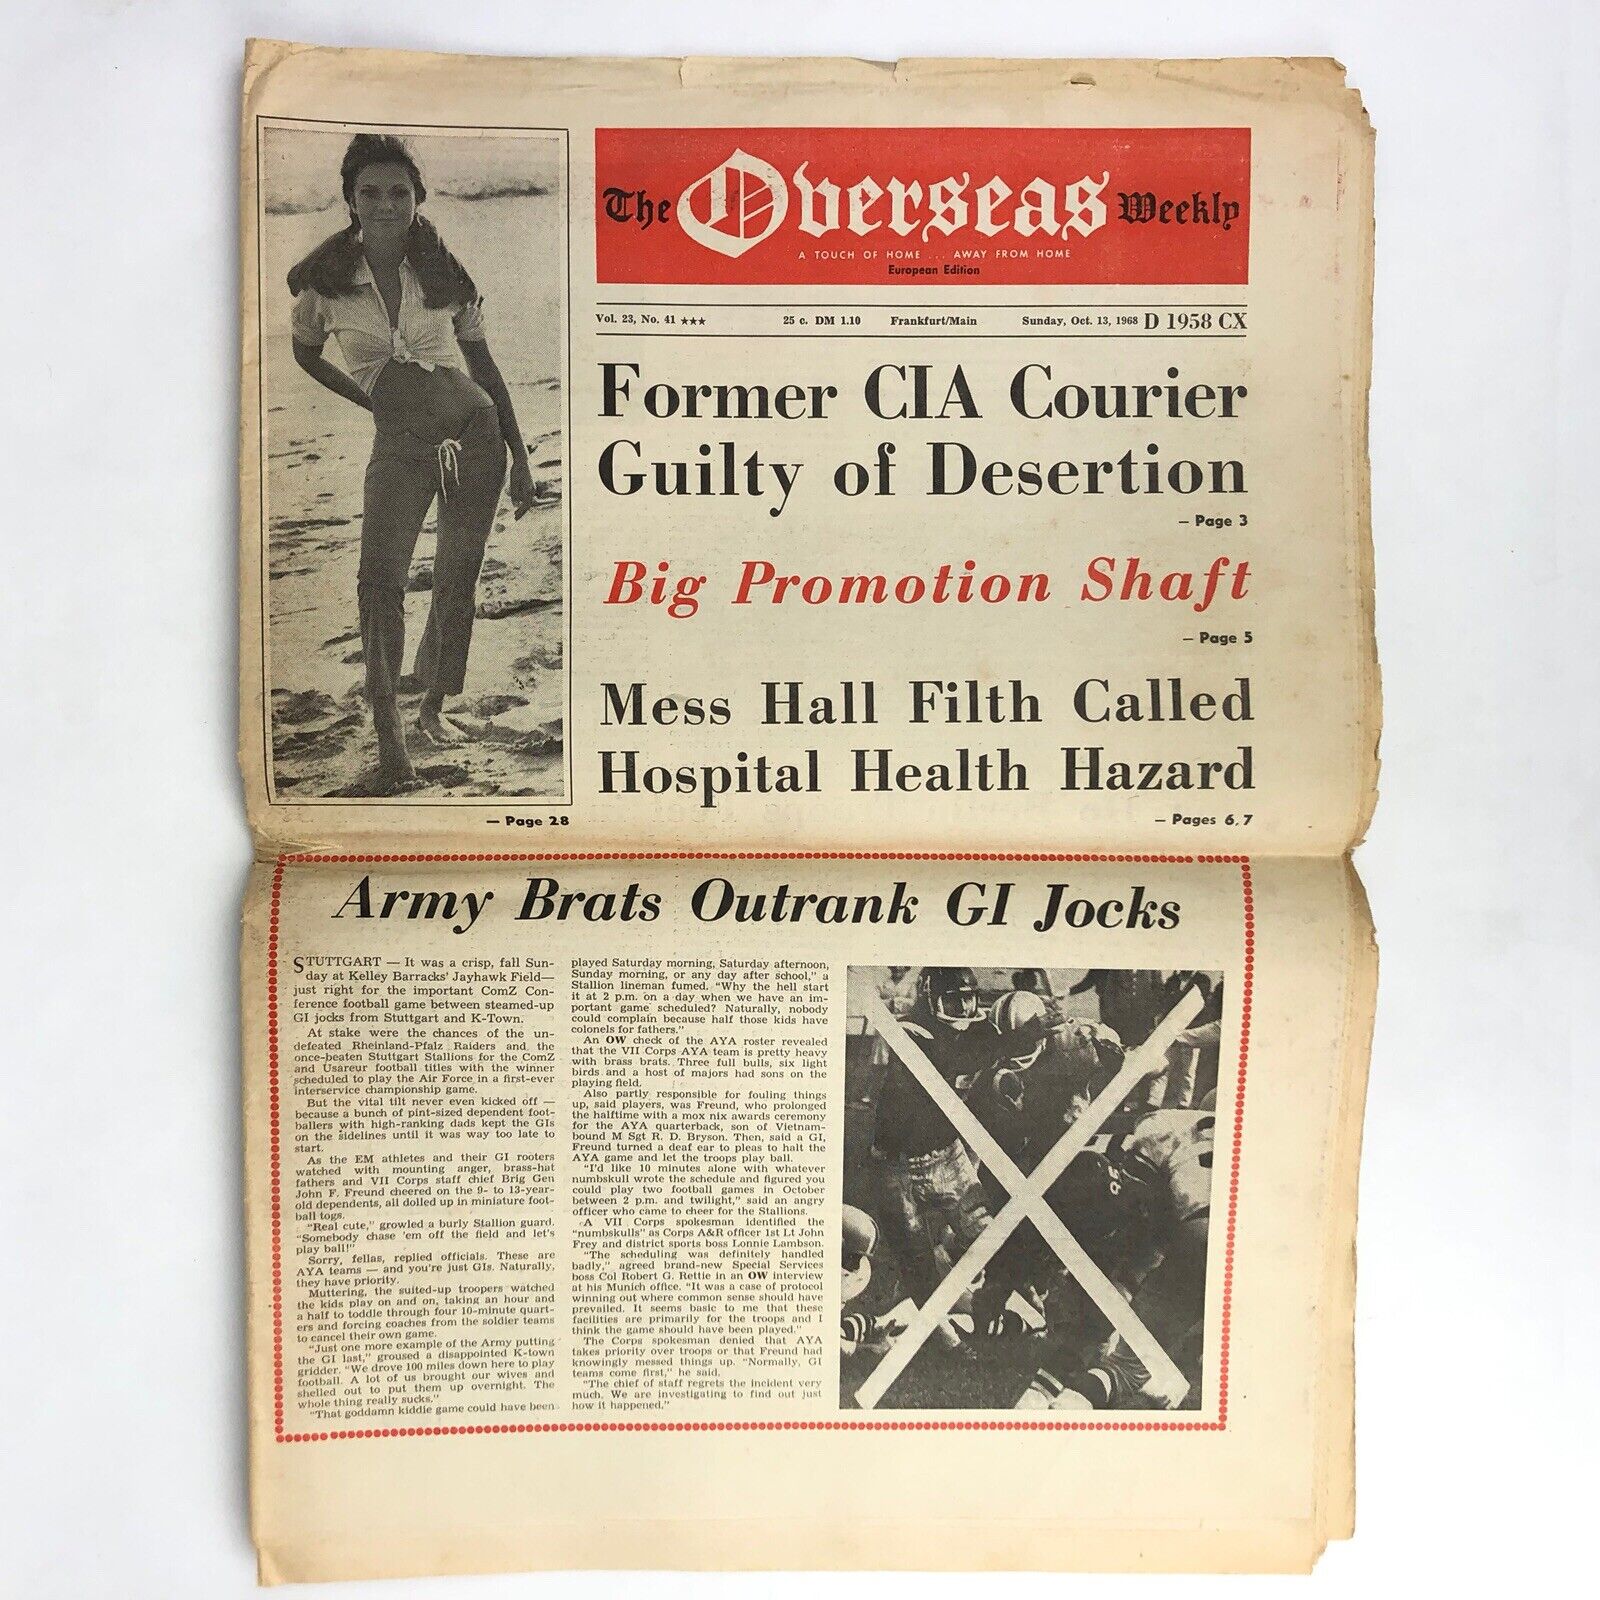 The Overseas Weekly
A TOUCH OF HOME ... AWAY FROM HOME
European Edition
Vol. 23, No. 41 ★★★ 25 c. DM 1.10 Frankfurt/Main Sunday, Oct. 13, 1968 D 1958 CX
Former CIA Courier
Guilty of Desertion
— Page 3
Big Promotion Shaft
— Page 5
Mess Hall Filth Called
Hospital Health Hazard
— Pages 6, 7
— Page 28
Army Brats Outrank GI Jocks
STUTTGART — It was a crisp, fall Sun-
day at Kelley Barracks' Jayhawk Field—
just right for the important ComZ Con-
ference football game between steamed-up
GI jocks from Stuttgart and K-Town.
At stake were the chances of the un-
defeated Rheinland-Pfalz Raiders and the
once-beaten Stuttgart Stallions for the ComZ
and Usareur football titles with the winner
scheduled to play the Air Force in a first-ever
interservice championship game.
But the vital tilt never even kicked off —
because a bunch of pint-sized dependent foot-
ballers with high-ranking dads kept the GIs
on the sidelines until it was way too late to
start.
As the EM athletes and their GI rooters
watched with mounting anger, brass-hat
fathers and VII Corps staff chief Brig Gen
John F. Freund cheered on the 9- to 13-year-
old dependents, all dolled up in miniature foot-
ball togs.
"Real cute," growled a burly Stallion guard.
"Somebody chase 'em off the field and let's
play ball!"
Sorry, fellas, replied officials. These are
AYA teams — and you're just GIs. Naturally,
they have priority.
Muttering, the suited-up troopers watched
the kids play on and on, taking an hour and
a half to toddle through four 10-minute quart-
ers and forcing coaches from the soldier teams
to cancel their own game.
"Just one more example of the Army putting
the GI last," groused a disappointed K-town
gridder. "We drove 100 miles down here to play
football. A lot of us brought our wives and
shelled out to put them up overnight. The
whole thing really sucks."
"That goddamn kiddie game could have been
played Saturday morning, Saturday afternoon,
Sunday morning, or any day after school," a
Stallion lineman fumed. "Why the hell start
it at 2 p.m. on a day when we have an im-
portant game scheduled? Naturally, nobody
could complain because half those kids have
colonels for fathers."
An OW check of the AYA roster revealed
that the VII Corps AYA team is pretty heavy
with brass brats. Three full bulls, six light
birds and a host of majors had sons on the
playing field.
Also partly responsible for fouling things
up, said players, was Freund, who prolonged
the halftime with a mox nix awards ceremony
for the AYA quarterback, son of Vietnam-
bound M Sgt R. D. Bryson. Then, said a GI,
Freund turned a deaf ear to pleas to halt the
AYA game and let the troops play ball.
"I'd like 10 minutes alone with whatever
numbskull wrote the schedule and figured you
could play two football games in October
between 2 p.m. and twilight," said an angry
officer who came to cheer for the Stallions.
A VII Corps spokesman identified the
"numbskulls" as Corps A&R officer 1st Lt John
Frey and district sports boss Lonnie Lambson.
"The scheduling was definitely handled
badly," agreed brand-new Special Services
boss Col Robert G. Rettie in an OW interview
at his Munich office. "It was a case of protocol
winning out where common sense should have
prevailed. It seems basic to me that these
facilities are primarily for the troops and I
think the game should have been played."
The Corps spokesman denied that AYA
takes priority over troops or that Freund had
knowingly messed things up. "Normally, GI
teams come first," he said.
"The chief of staff regrets the incident very
much. We are investigating to find out just
how it happened."